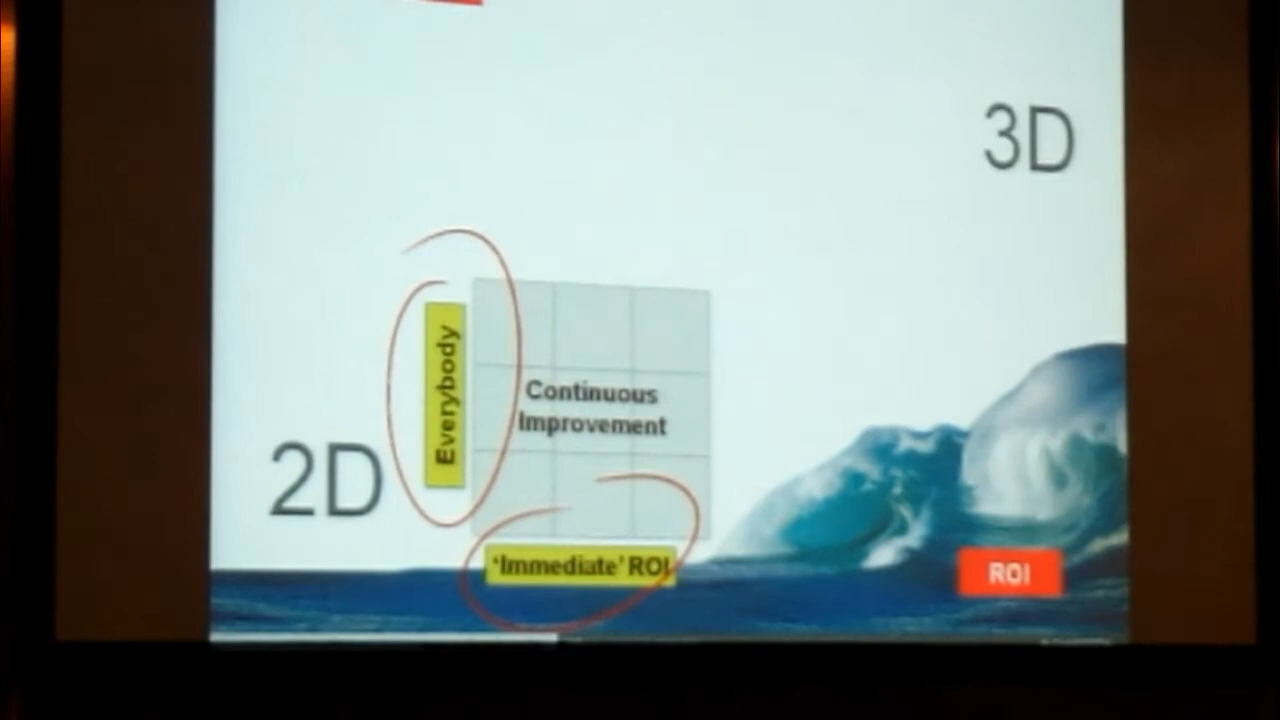 3D
Everybody
Continuous
Improvement
2D
'Immediate' ROI
ROI